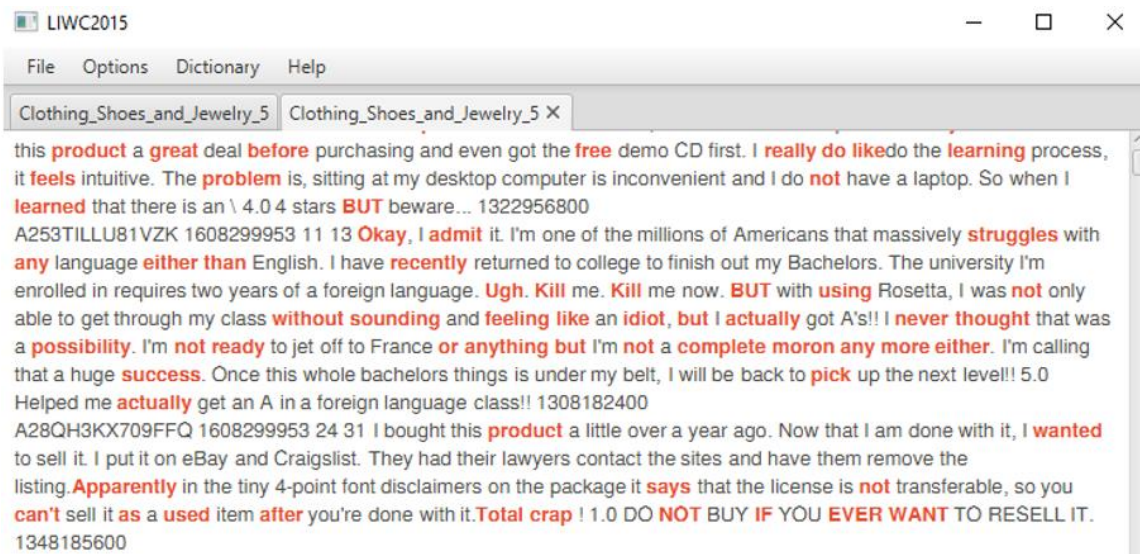 LIWC2015
File Options Dictionary Help
Clothing_Shoes_and_Jewelry_5 Clothing_Shoes_and_Jewelry_5 ×
this product a great deal before purchasing and even got the free demo CD first. I really do likedo the learning process,
it feels intuitive. The problem is, sitting at my desktop computer is inconvenient and I do not have a laptop. So when I
learned that there is an \ 4.0 4 stars BUT beware... 1322956800
A253TILLU81VZK 1608299953 11 13 Okay, I admit it. I'm one of the millions of Americans that massively struggles with
any language either than English. I have recently returned to college to finish out my Bachelors. The university I'm
enrolled in requires two years of a foreign language. Ugh. Kill me. Kill me now. BUT with using Rosetta, I was not only
able to get through my class without sounding and feeling like an idiot, but I actually got A's!! I never thought that was
a possibility. I'm not ready to jet off to France or anything but I'm not a complete moron any more either. I'm calling
that a huge success. Once this whole bachelors things is under my belt, I will be back to pick up the next level!! 5.0
Helped me actually get an A in a foreign language class!! 1308182400
A28QH3KX709FFQ 1608299953 24 31 I bought this product a little over a year ago. Now that I am done with it, I wanted
to sell it. I put it on eBay and Craigslist. They had their lawyers contact the sites and have them remove the
listing.Apparently in the tiny 4-point font disclaimers on the package it says that the license is not transferable, so you
can't sell it as a used item after you're done with it.Total crap ! 1.0 DO NOT BUY IF YOU EVER WANT TO RESELL IT.
1348185600